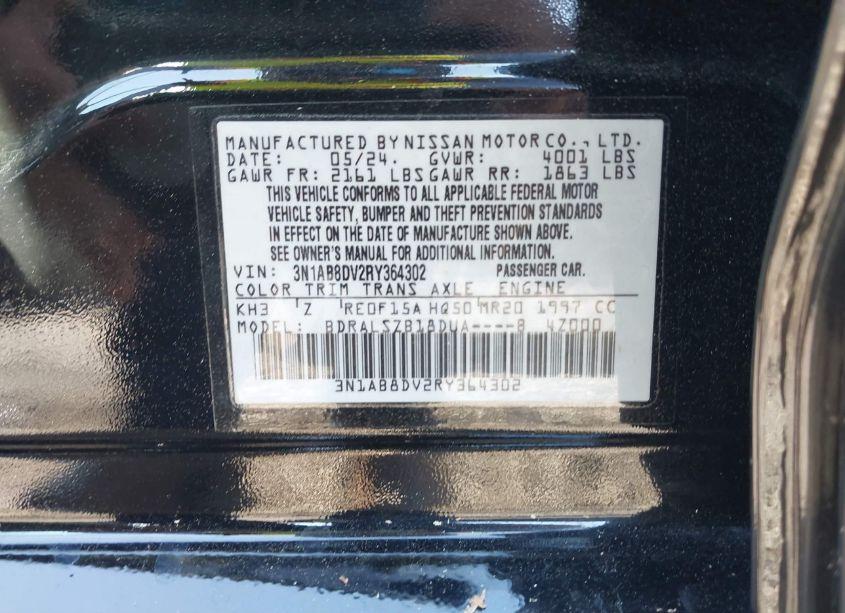 MANUFACTURED BY NISSAN MOTOR CO., LTD.
DATE: 05/24. GVWR: 4001 LBS
GAWR FR: 2161 LBS GAWR RR: 1863 LBS
THIS VEHICLE CONFORMS TO ALL APPLICABLE FEDERAL MOTOR
VEHICLE SAFETY, BUMPER AND THEFT PREVENTION STANDARDS
IN EFFECT ON THE DATE OF MANUFACTURE SHOWN ABOVE.
SEE OWNER'S MANUAL FOR ADDITIONAL INFORMATION.
VIN: 3N1AB8DV2RY364302 PASSENGER CAR.
COLOR TRIM TRANS AXLE ENGINE
KH3 Z RE0F15A HQ50 MR20 1997 CC
MODEL: BDRALSZB18DUA----8 4Z000
3N1AB8DV2RY364302